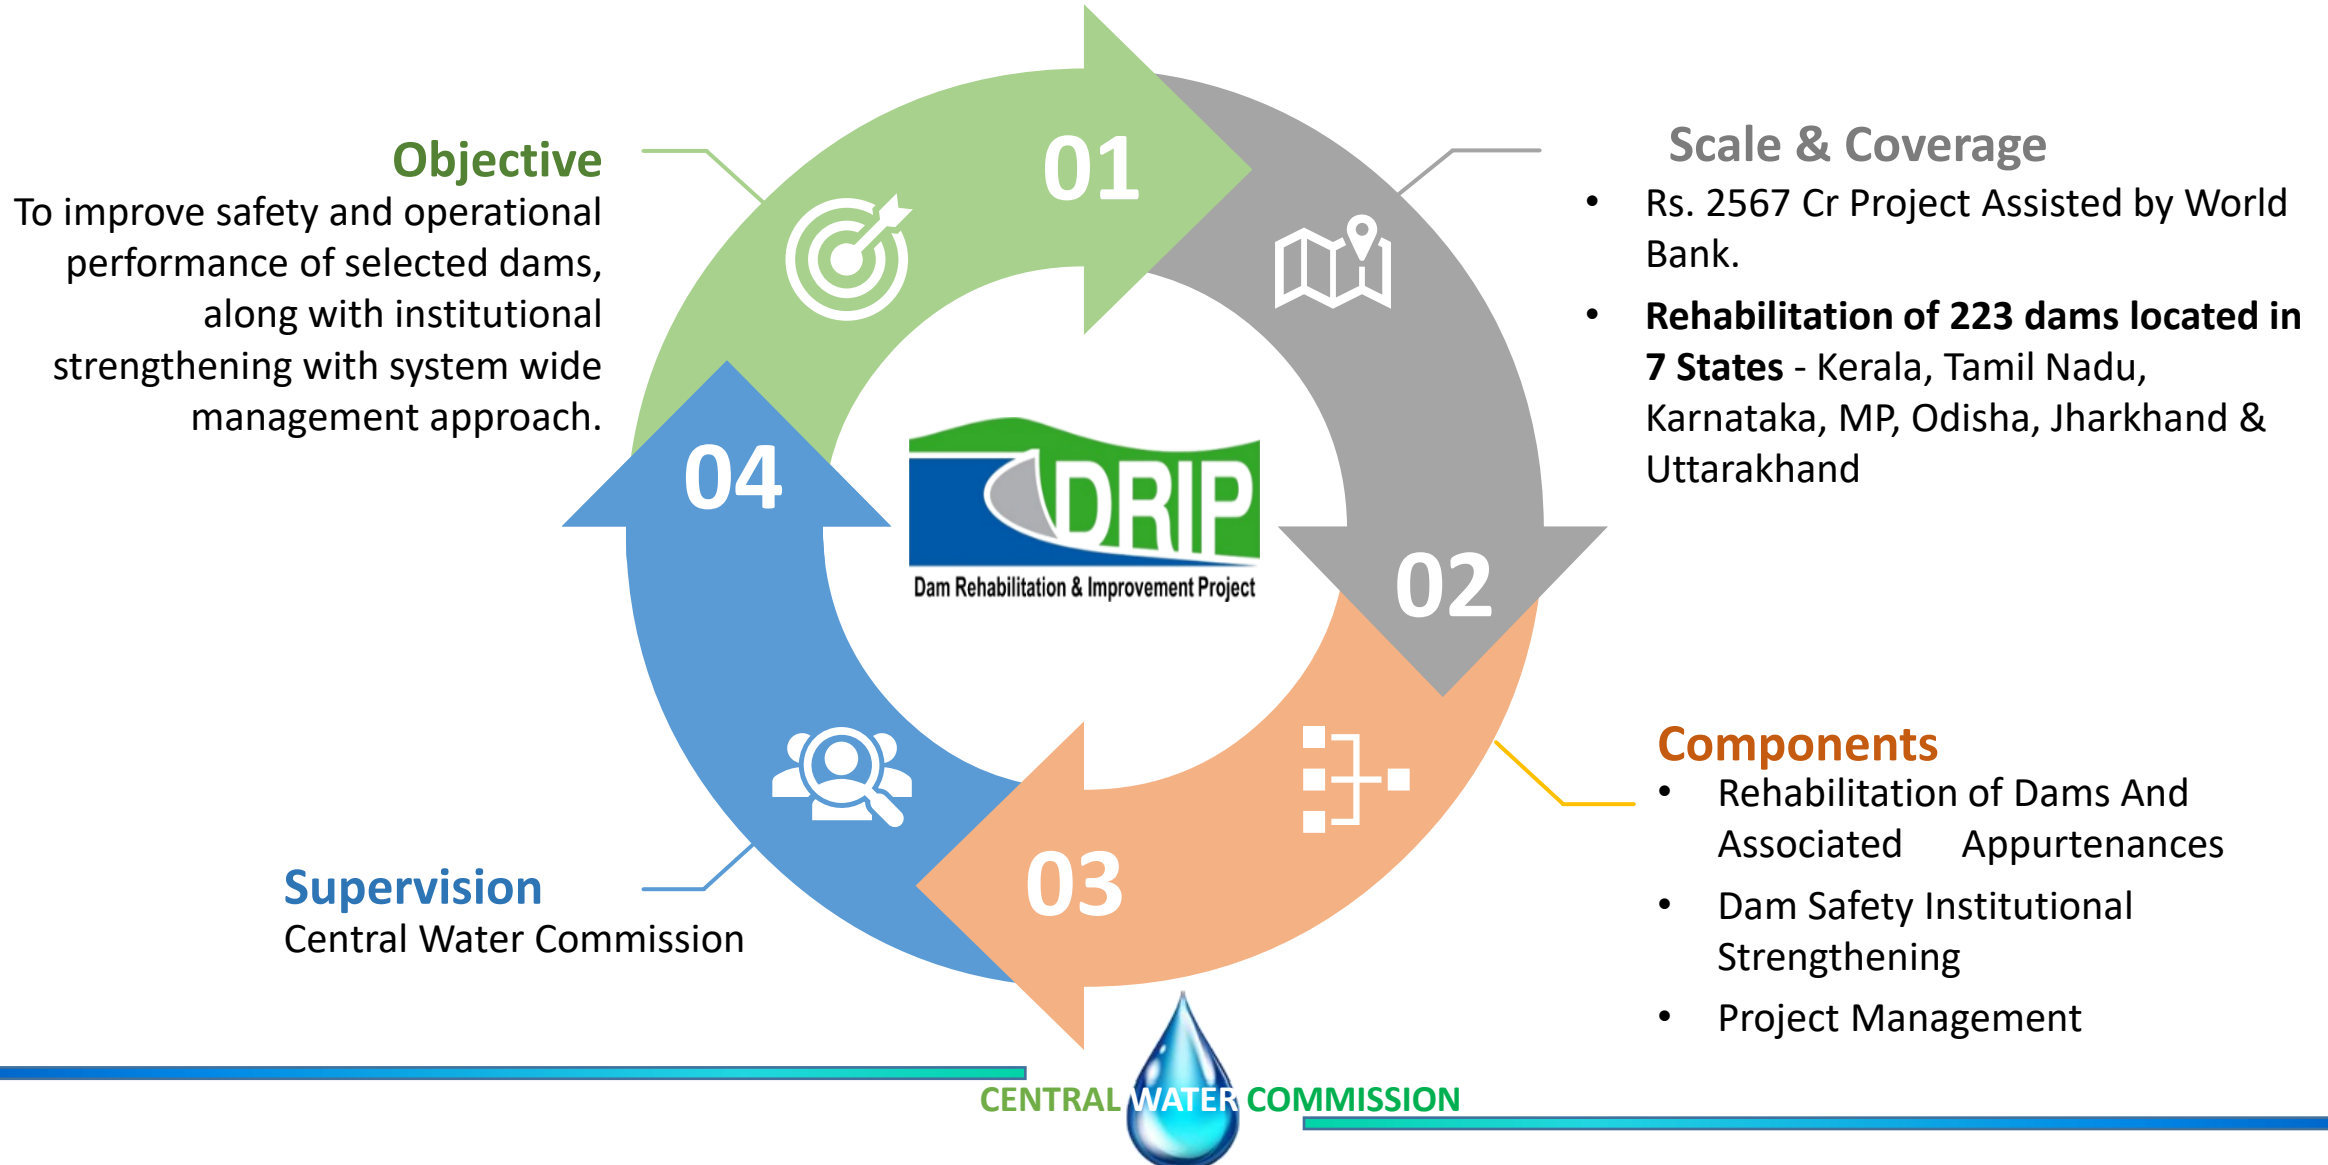 01
Objective
To improve safety and operational
performance of selected dams,
along with institutional
strengthening with system wide
management approach.
Scale & Coverage
• Rs. 2567 Cr Project Assisted by World
Bank.
• Rehabilitation of 223 dams located in
7 States - Kerala, Tamil Nadu,
Karnataka, MP, Odisha, Jharkhand &
Uttarakhand
04
DRIP
Dam Rehabilitation & Improvement Project
02
Components
• Rehabilitation of Dams And
Associated Appurtenances
• Dam Safety Institutional
Strengthening
• Project Management
03
Supervision
Central Water Commission
CENTRAL WATER COMMISSION